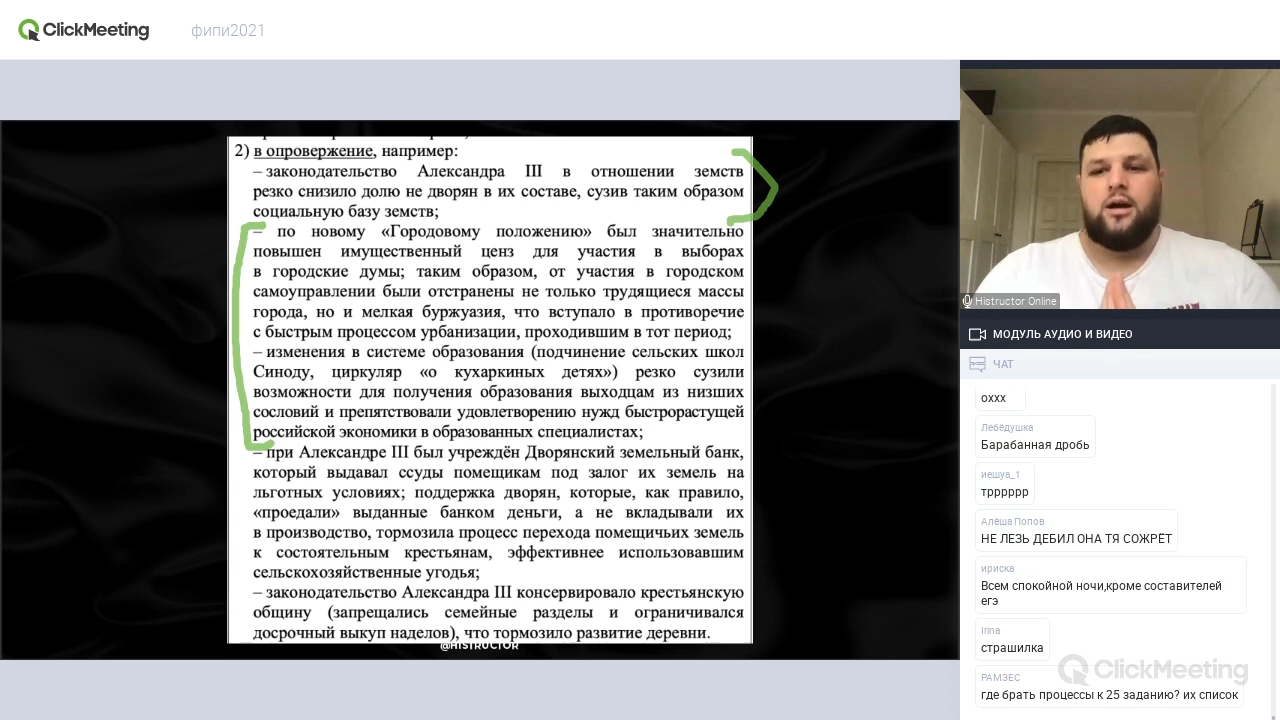 ClickMeeting
фипи2021
2) в опровержение, например:
– законодательство Александра III в отношении земств
резко снизило долю не дворян в их составе, сузив таким образом
социальную базу земств;
– по новому «Городовому положению» был значительно
повышен имущественный ценз для участия в выборах
в городские думы; таким образом, от участия в городском
самоуправлении были отстранены не только трудящиеся массы
города, но и мелкая буржуазия, что вступало в противоречие
с быстрым процессом урбанизации, проходившим в тот период;
– изменения в системе образования (подчинение сельских школ
Синоду, циркуляр «о кухаркиных детях») резко сузили
возможности для получения образования выходцам из низших
сословий и препятствовали удовлетворению нужд быстрорастущей
российской экономики в образованных специалистах;
– при Александре III был учреждён Дворянский земельный банк,
который выдавал ссуды помещикам под залог их земель на
льготных условиях; поддержка дворян, которые, как правило,
«проедали» выданные банком деньги, а не вкладывали их
в производство, тормозила процесс перехода помещичьих земель
к состоятельным крестьянам, эффективнее использовавшим
сельскохозяйственные угодья;
– законодательство Александра III консервировало крестьянскую
общину (запрещались семейные разделы и ограничивался
досрочный выкуп наделов), что тормозило развитие деревни.
@HISTRUCTOR
Histructor Online
МОДУЛЬ АУДИО И ВИДЕО
ЧАТ
оххх
Лебёдушка
Барабанная дробь
иешуа_1
тррррpp
Алёша Попов
НЕ ЛЕЗЬ ДЕБИЛ ОНА ТЯ СОЖРЁТ
ириска
Всем спокойной ночи,кроме составителей
егэ
Irina
страшилка
ClickMeeting
РАМЗЕС
где брать процессы к 25 заданию? их список